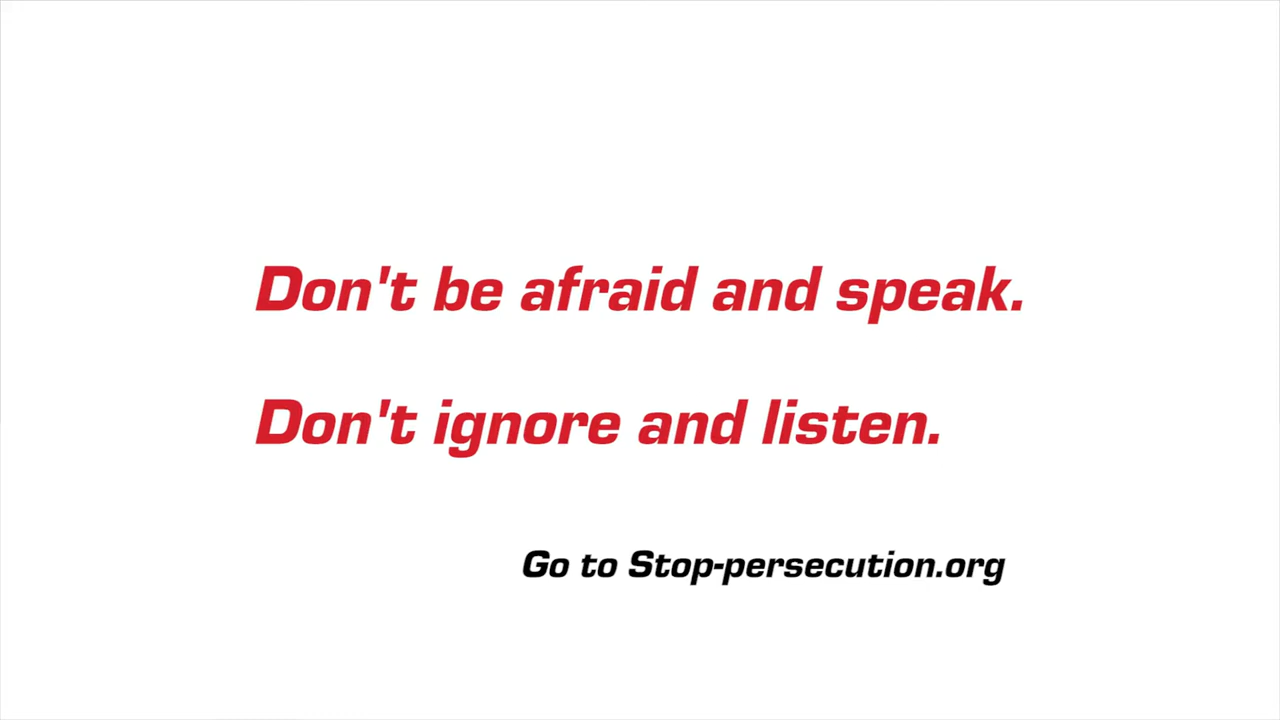 Don't be afraid and speak.
Don't ignore and listen.
Go to Stop-persecution.org